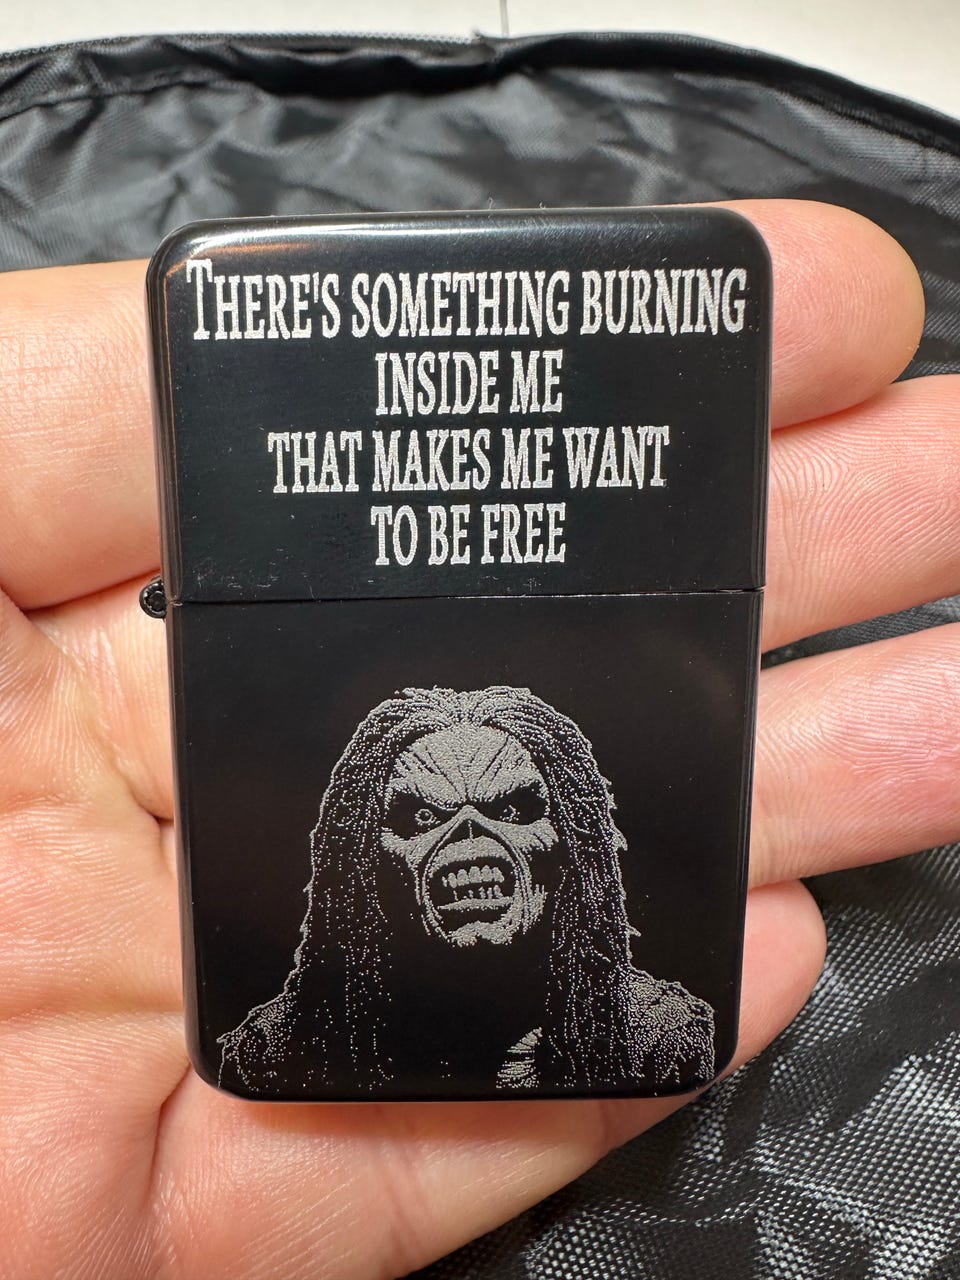 There's something burning
inside me
that makes me want
to be free